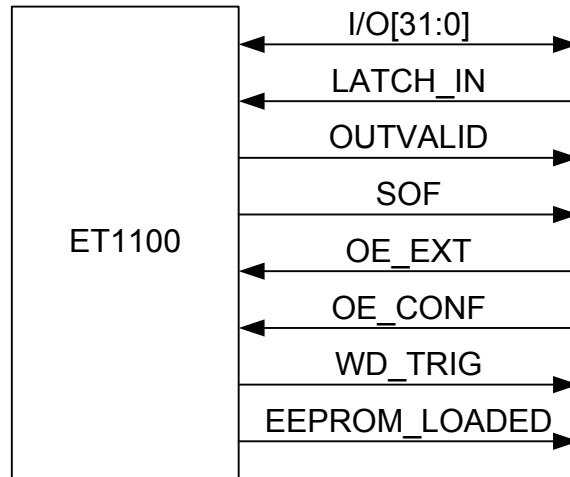 I/O[31:0]
LATCH_IN
OUTVALID
SOF
ET1100
OE_EXT
OE_CONF
WD_TRIG
EEPROM_LOADED